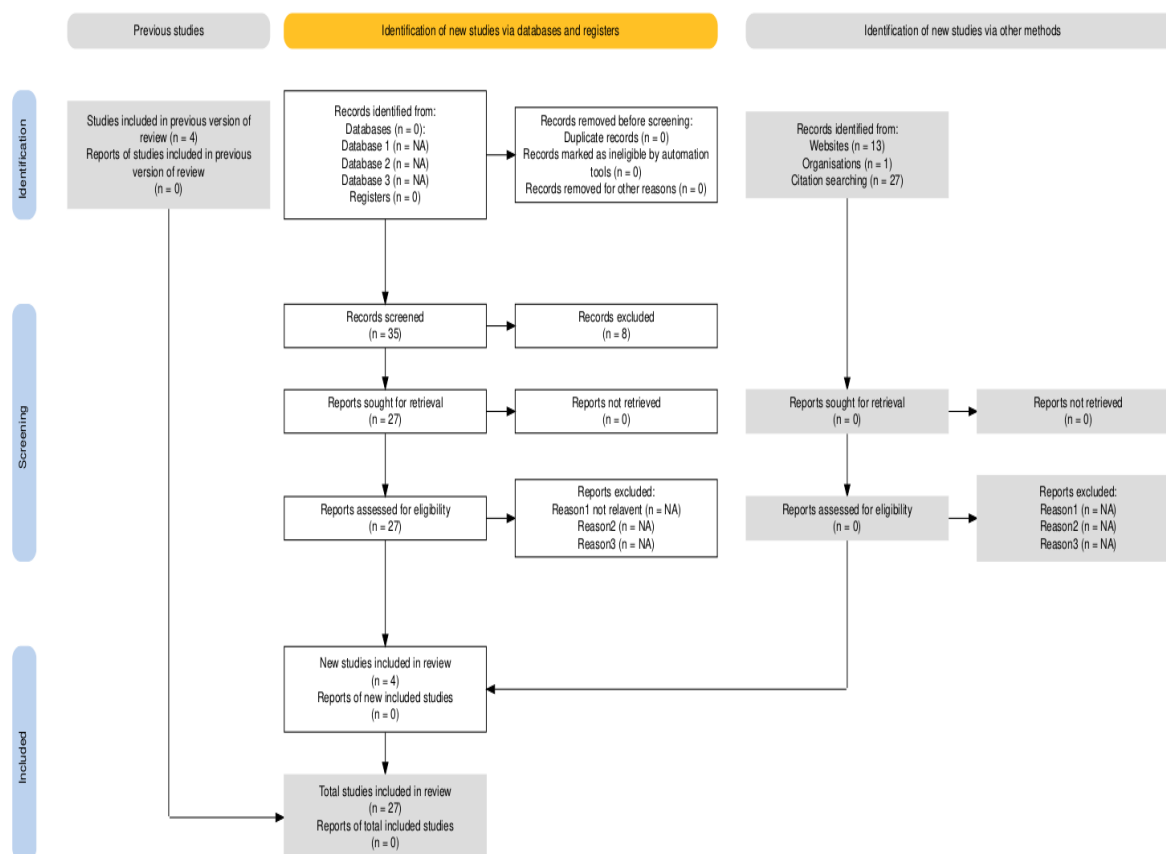 Previous studies
Identification of new studies via databases and registers
Identification of new studies via other methods
Identification
Studies included in previous version of
review (n = 4)
Reports of studies included in previous
version of review
(n = 0)
Records identified from:
Databases (n = 0):
Database 1 (n = NA)
Database 2 (n = NA)
Database 3 (n = NA)
Registers (n = 0)
Records removed before screening:
Duplicate records (n = 0)
Records marked as ineligible by automation
tools (n = 0)
Records removed for other reasons (n = 0)
Records identified from:
Websites (n = 13)
Organisations (n = 1)
Citation searching (n = 27)
Screening
Records screened
(n = 35)
Records excluded
(n = 8)
Reports sought for retrieval
(n = 27)
Reports not retrieved
(n = 0)
Reports sought for retrieval
(n = 0)
Reports not retrieved
(n = 0)
Reports assessed for eligibility
(n = 27)
Reports excluded:
Reason1 not relavent (n = NA)
Reason2 (n = NA)
Reason3 (n = NA)
Reports assessed for eligibility
(n = 0)
Reports excluded:
Reason1 (n = NA)
Reason2 (n = NA)
Reason3 (n = NA)
Included
New studies included in review
(n = 4)
Reports of new included studies
(n = 0)
Total studies included in review
(n = 27)
Reports of total included studies
(n = 0)